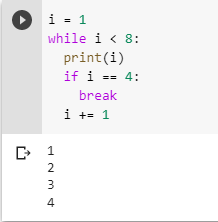 i = 1
while i < 8:
  print(i)
  if i == 4:
    break
  i += 1
1
2
3
4